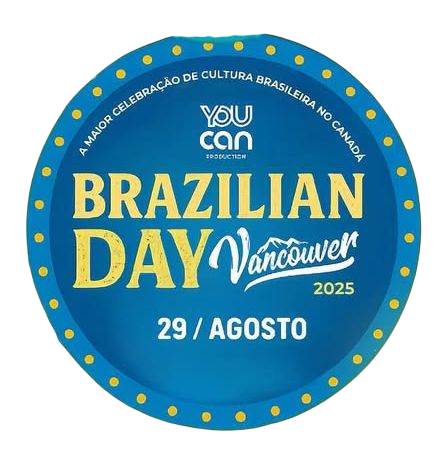 A MAIOR CELEBRAÇÃO DE CULTURA BRASILEIRA NO CANADÁ
YOU
can
PRODUCTION
BRAZILIAN
DAY Vancouver
2025
29 / AGOSTO